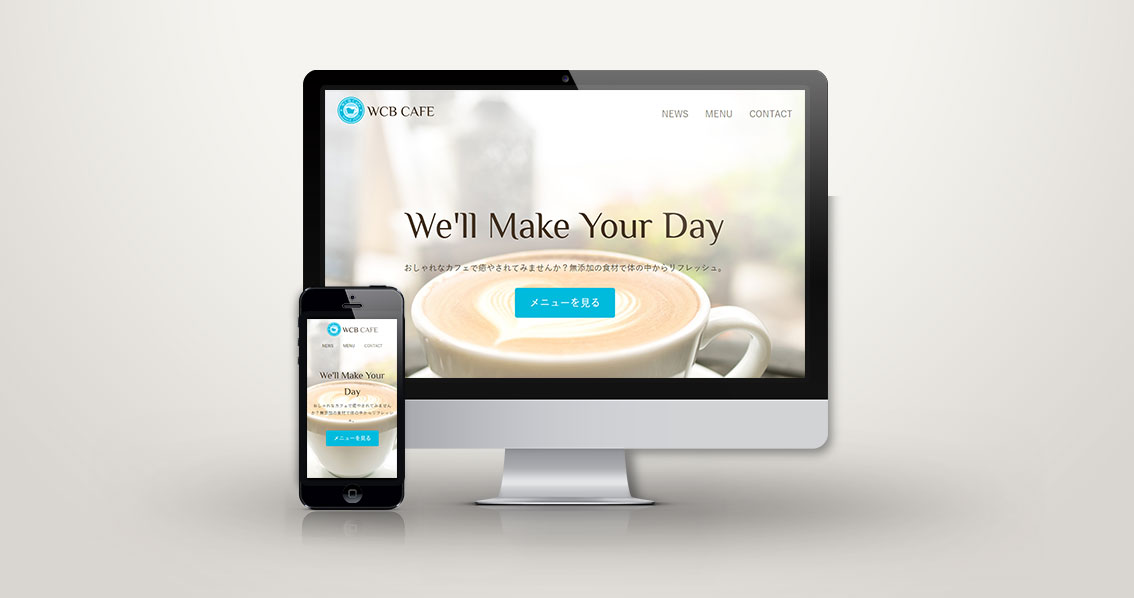 WCB CAFE
NEWS MENU CONTACT
We'll Make Your Day
おしゃれなカフェで癒やされてみませんか？無添加の食材で体の中からリフレッシュ。
メニューを見る
WCB CAFE
NEWS MENU CONTACT
We'll Make Your
Day
おしゃれなカフェで癒やされてみません
か？無添加の食材で体の中からリフレッシュ
。
メニューを見る